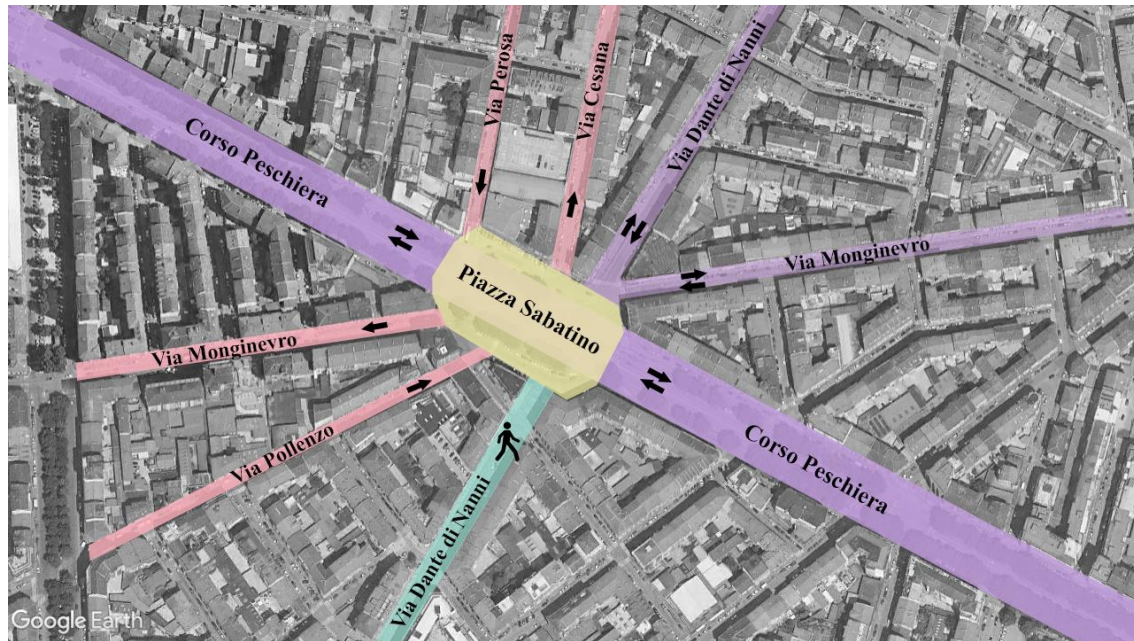 Via Perosa
Via Cesana
Via Dante di Nanni
Corso Peschiera
Via Monginevro
Piazza Sabatino
Via Monginevro
Via Pollenzo
Corso Peschiera
Via Dante di Nanni
Google Earth